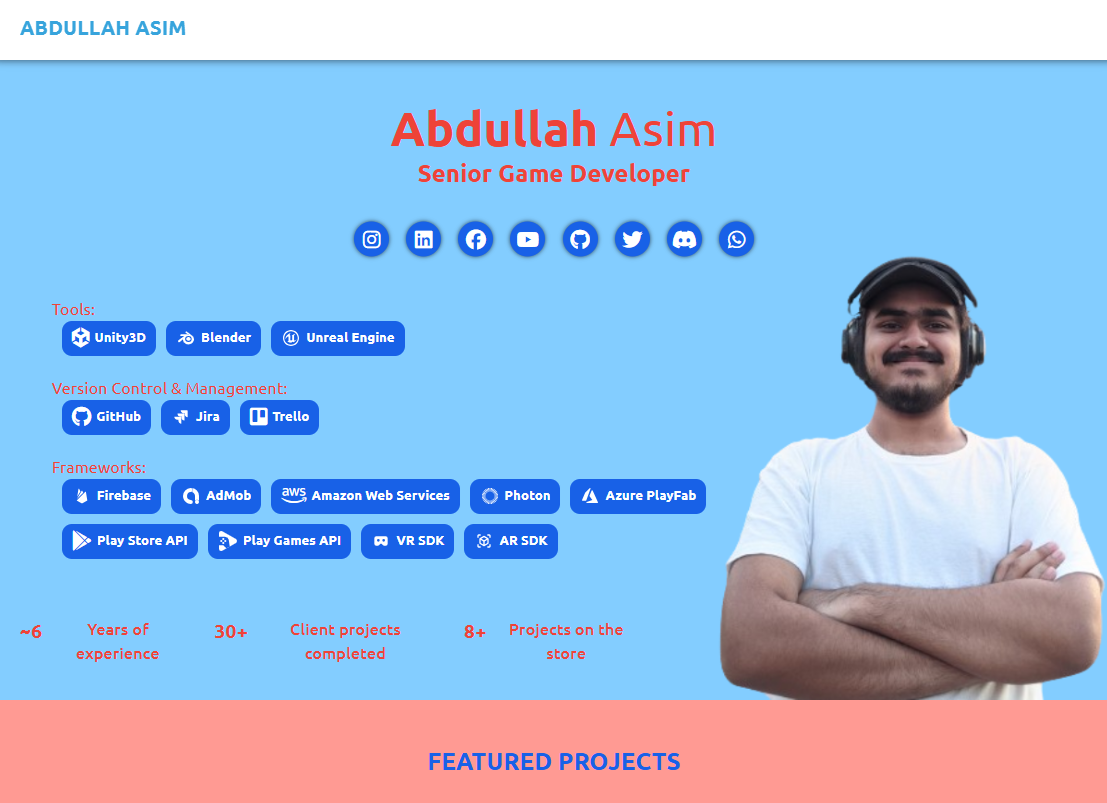 ABDULLAH ASIM
Abdullah Asim
Senior Game Developer
Tools:
Unity3D Blender Unreal Engine
Version Control & Management:
GitHub Jira Trello
Frameworks:
Firebase AdMob aws Amazon Web Services Photon Azure PlayFab
Play Store API Play Games API VR SDK AR SDK
~6 Years of experience
30+ Client projects completed
8+ Projects on the store
FEATURED PROJECTS